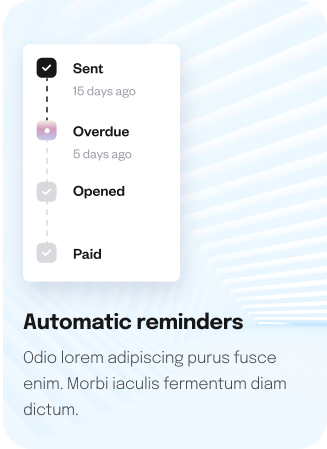 Sent
15 days ago
Overdue
5 days ago
Opened
Paid
Automatic reminders
Odio lorem adipiscing purus fusce
enim. Morbi iaculis fermentum diam
dictum.